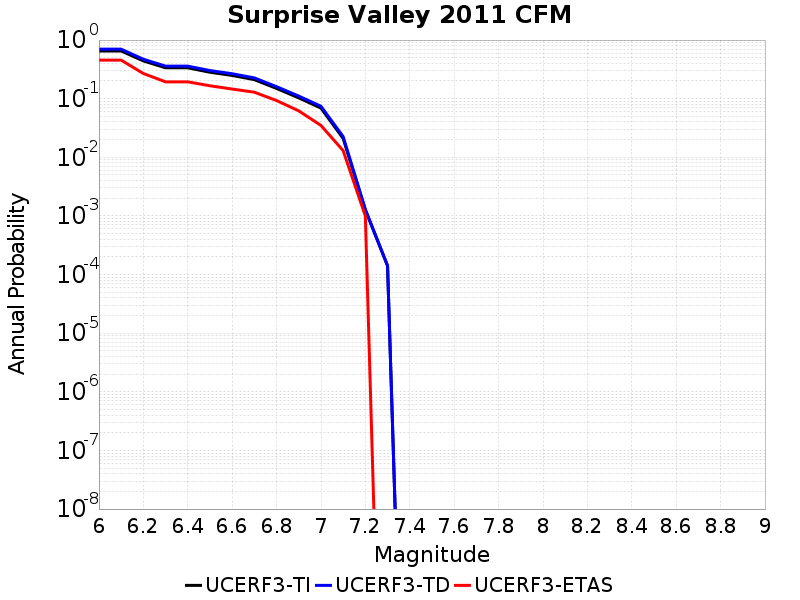 Surprise Valley 2011 CFM
Annual Probability
10^0
10^-1
10^-2
10^-3
10^-4
10^-5
10^-6
10^-7
10^-8
6 6.2 6.4 6.6 6.8 7 7.2 7.4 7.6 7.8 8 8.2 8.4 8.6 8.8 9
Magnitude
UCERF3-TI UCERF3-TD UCERF3-ETAS